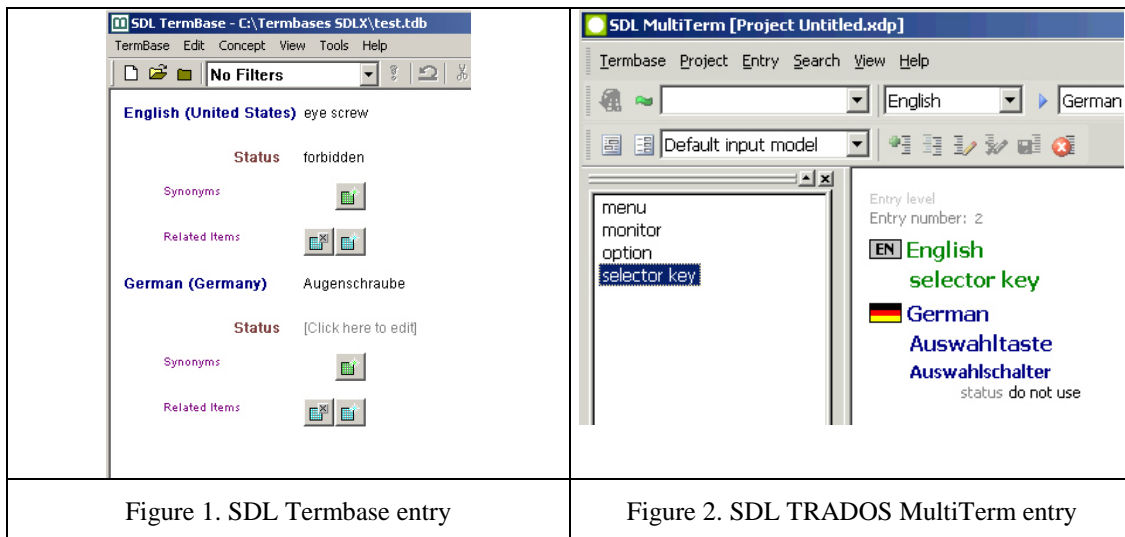 SDL TermBase - C:\Termbases SDLX\test.tdb
TermBase Edit Concept View Tools Help
No Filters
English (United States) eye screw
Status forbidden
Synonyms
Related Items
German (Germany) Augenschraube
Status [Click here to edit]
Synonyms
Related Items
Figure 1. SDL Termbase entry
SDL MultiTerm [Project Untitled.xdp]
Termbase Project Entry Search View Help
English German
Default input model
menu
monitor
option
selector key
Entry level
Entry number: 2
EN English
selector key
German
Auswahltaste
Auswahlschalter
status do not use
Figure 2. SDL TRADOS MultiTerm entry